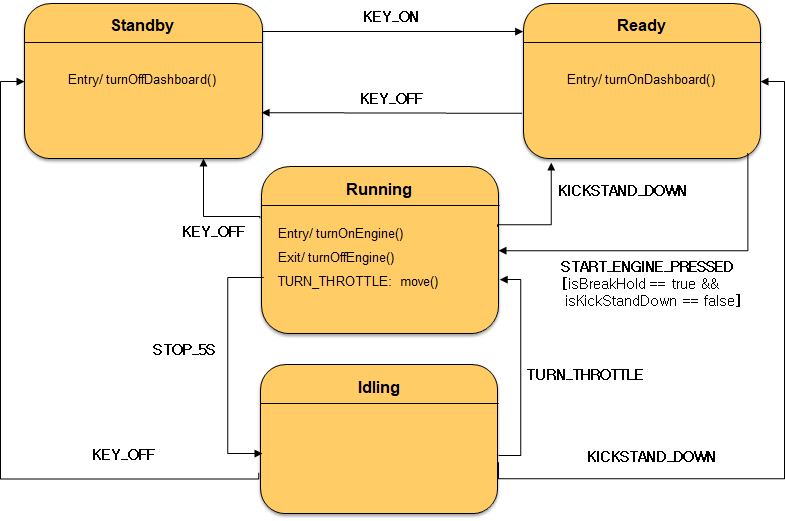 Standby
KEY_ON
Ready
Entry/ turnOffDashboard()
Entry/ turnOnDashboard()
KEY_OFF
Running
KICKSTAND_DOWN
KEY_OFF
Entry/ turnOnEngine()
Exit/ turnOffEngine()
TURN_THROTTLE: move()
START_ENGINE_PRESSED
[isBreakHold == true &&
isKickStandDown == false]
STOP_5S
Idling
TURN_THROTTLE
KEY_OFF
KICKSTAND_DOWN